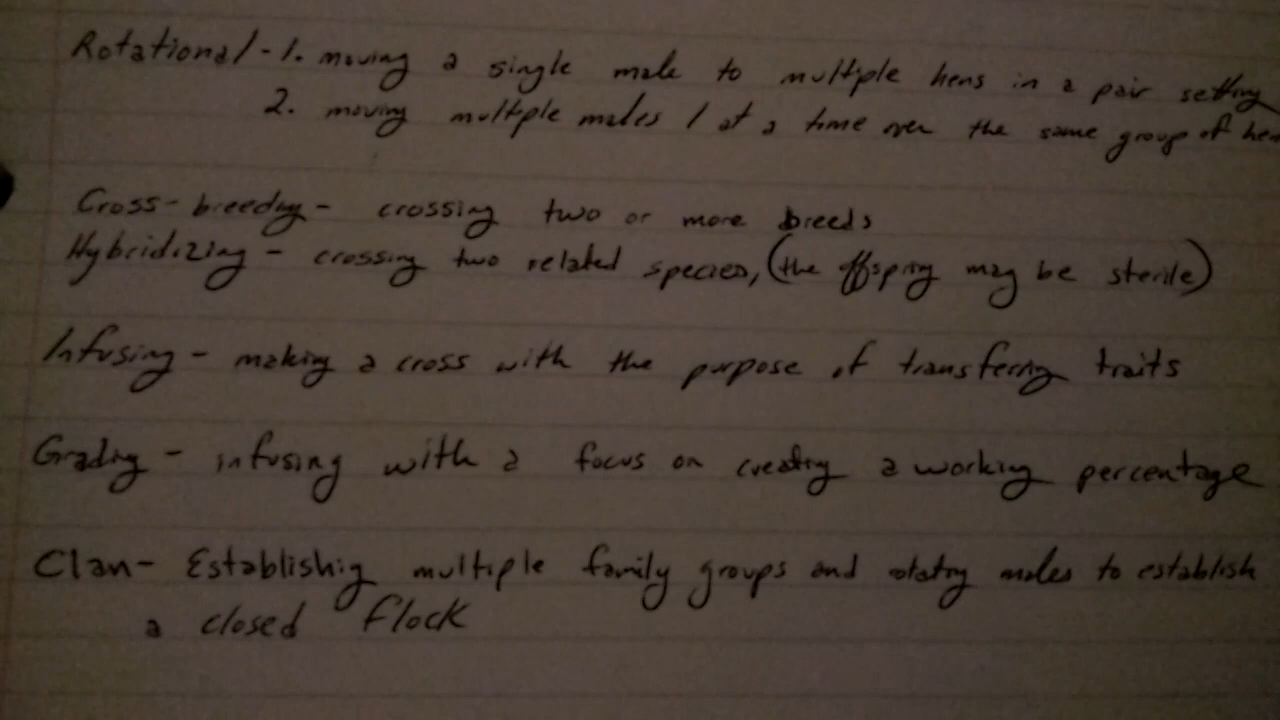 Rotational - 1. moving a single male to multiple hens in a pair setting
2. moving multiple males 1 at a time over the same group of hen
Cross-breeding - crossing two or more breeds
Hybridizing - crossing two related species, (the offspring may be sterile)
Infusing - making a cross with the purpose of transferring traits
Grading - infusing with a focus on creating a working percentage
Clan - Establishing multiple family groups and rotating males to establish
a closed flock